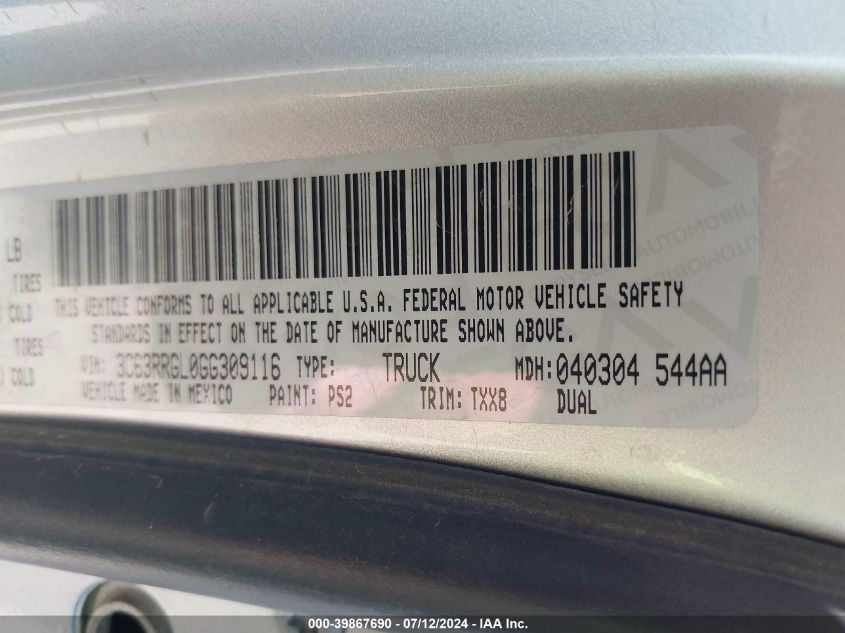 LB
TIRES
COLD
TIRES
COLD
THIS VEHICLE CONFORMS TO ALL APPLICABLE U.S.A. FEDERAL MOTOR VEHICLE SAFETY
STANDARDS IN EFFECT ON THE DATE OF MANUFACTURE SHOWN ABOVE.
VIN: 3C63RRGL0GG309116 TYPE: TRUCK MDH:040304 544AA
VEHICLE MADE IN MEXICO PAINT: PS2 TRIM: TXX8 DUAL
000-39867690 - 07/12/2024 - IAA Inc.